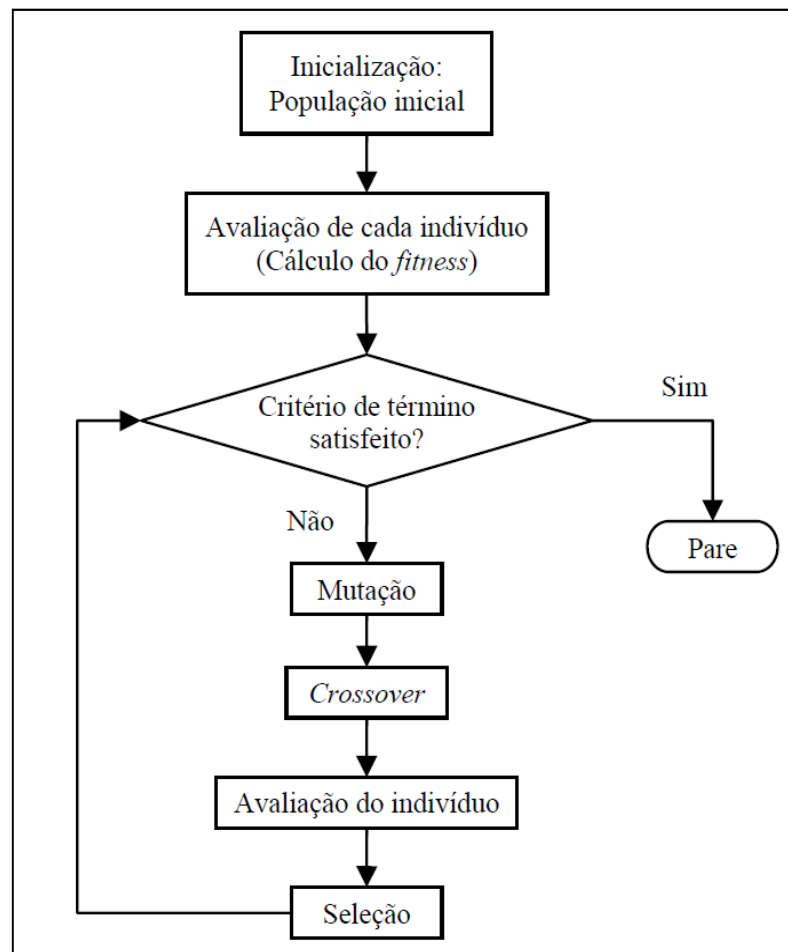 Inicialização:
População inicial
Avaliação de cada indivíduo
(Cálculo do fitness)
Critério de término
satisfeito?
Sim
Pare
Não
Mutação
Crossover
Avaliação do indivíduo
Seleção